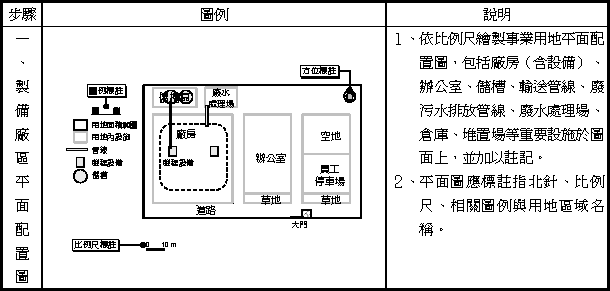 步驟
圖例
說明
一、製備廠區平面配置圖
方位標註
圖例標註
圖 例
用地內設施
管線
製程設備
儲槽
廢水
處理場
廠房
製程設備
辦公室
空地
員工
停車場
草地
草地
道路
大門
比例尺標註
0 10 m
1、依比例尺繪製事業用地平面配
置圖，包括廠房（含設備）、
辦公室、儲槽、輸送管線、廢
污水排放管線、廢水處理場、
倉庫、堆置場等重要設施於圖
面上，並加以註記。
2、平面圖應標註指北針、比例
尺、相關圖例與用地區域名
稱。